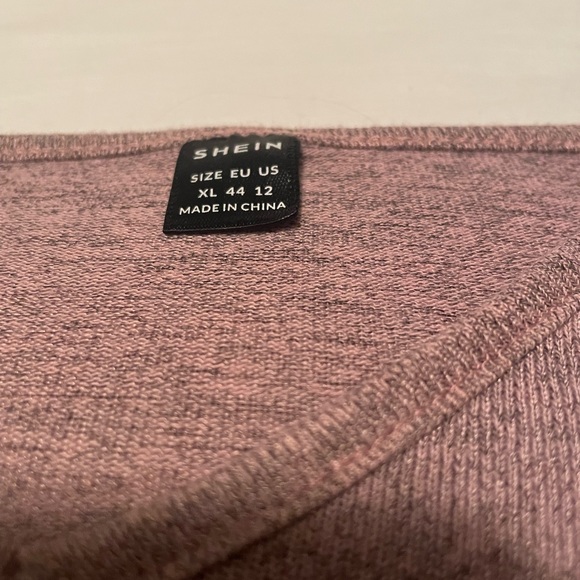 SHEIN
SIZE EU US
XL 44 12
MADE IN CHINA